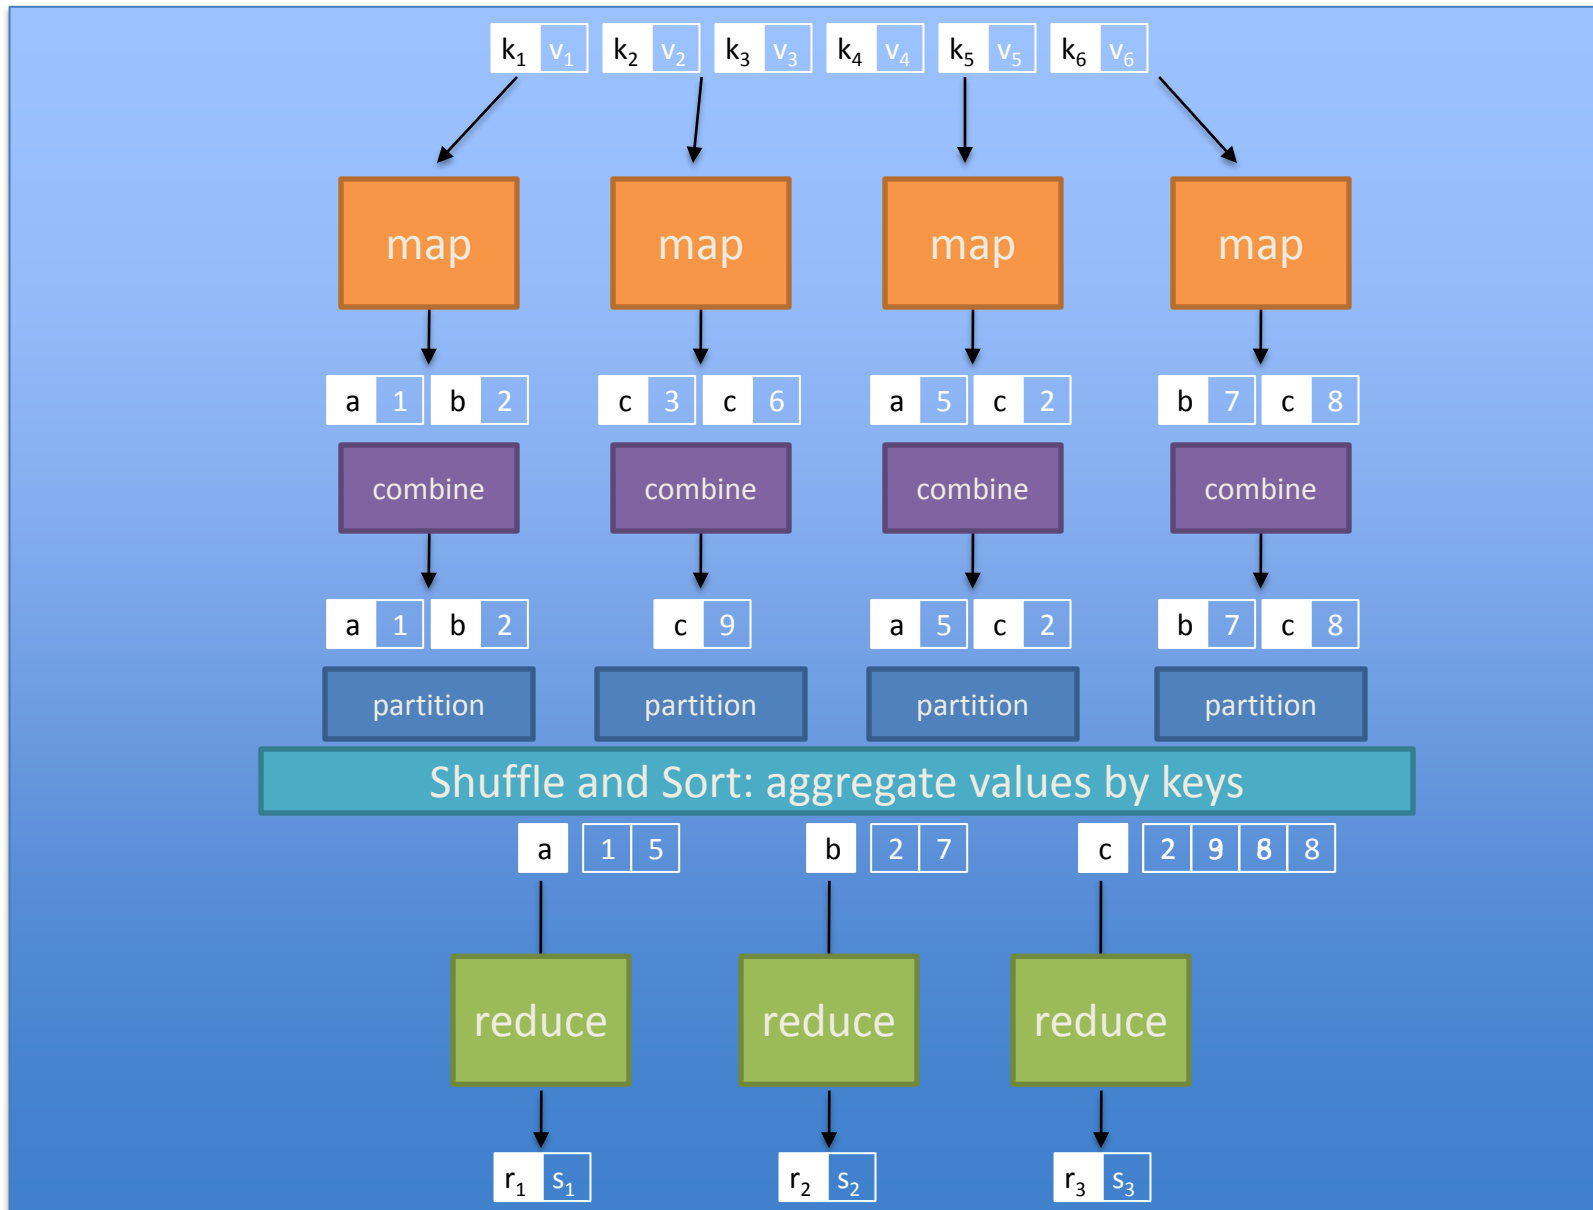 k1 v1 k2 v2 k3 v3 k4 v4 k5 v5 k6 v6
map map map map
a 1 b 2 c 3 c 6 a 5 c 2 b 7 c 8
combine combine combine combine
a 1 b 2 c 9 a 5 c 2 b 7 c 8
partition partition partition partition
Shuffle and Sort: aggregate values by keys
a 1 5 b 2 7 c 2 8
reduce reduce reduce
r1 s1 r2 s2 r3 s3